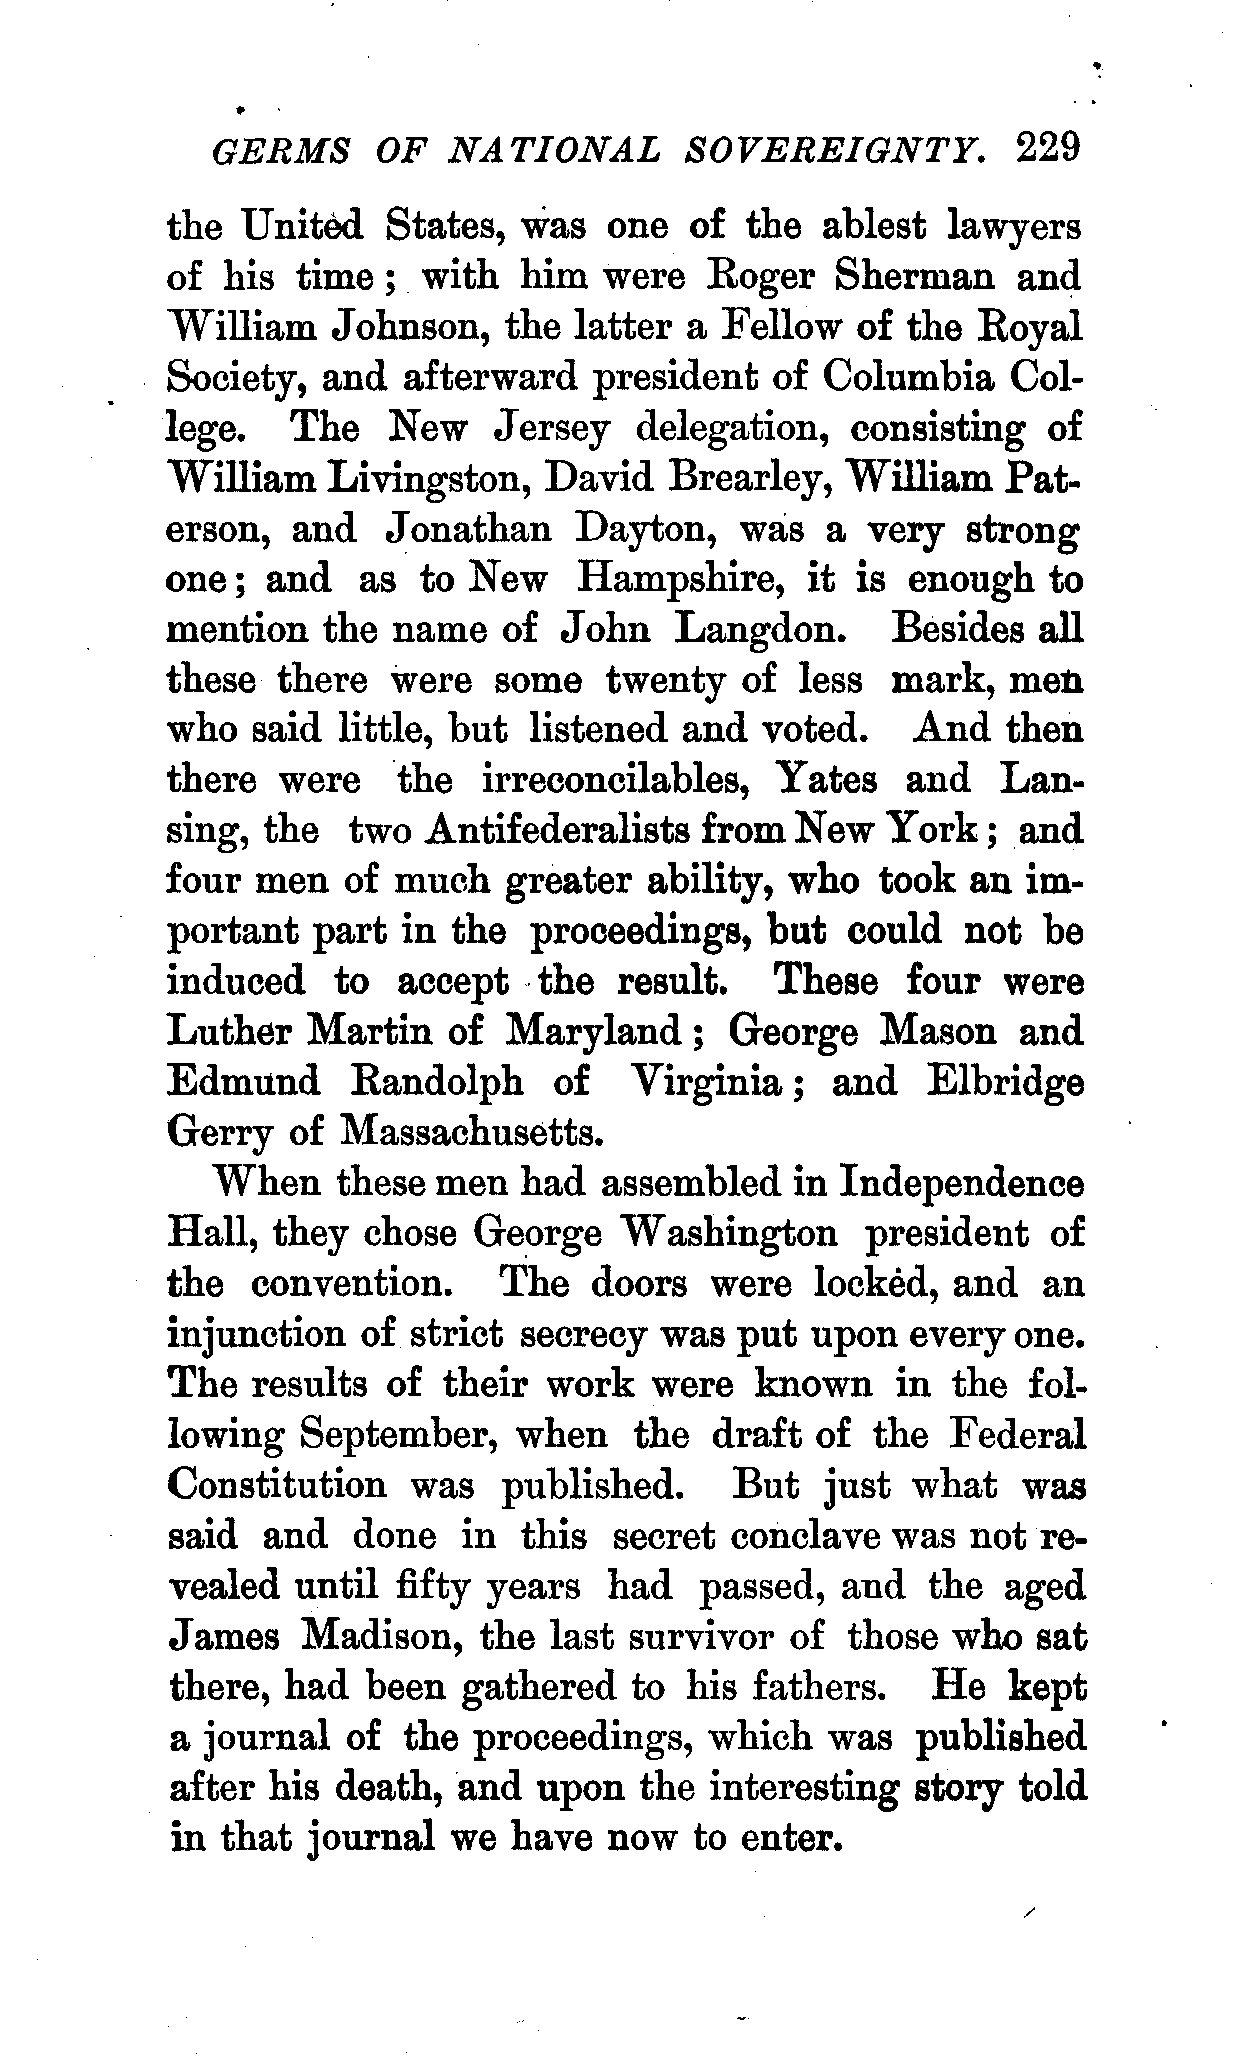 GERMS OF NATIONAL SOVEREIGNTY. 229
the United States, was one of the ablest lawyers
of his time ; with him were Roger Sherman and
William Johnson, the latter a Fellow of the Royal
Society, and afterward president of Columbia Col-
lege. The New Jersey delegation, consisting of
William Livingston, David Brearley, William Pat-
erson, and Jonathan Dayton, was a very strong
one ; and as to New Hampshire, it is enough to
mention the name of John Langdon. Besides all
these there were some twenty of less mark, men
who said little, but listened and voted. And then
there were the irreconcilables, Yates and Lan-
sing, the two Antifederalists from New York ; and
four men of much greater ability, who took an im-
portant part in the proceedings, but could not be
induced to accept the result. These four were
Luther Martin of Maryland ; George Mason and
Edmund Randolph of Virginia ; and Elbridge
Gerry of Massachusetts.
When these men had assembled in Independence
Hall, they chose George Washington president of
the convention. The doors were locked, and an
injunction of strict secrecy was put upon every one.
The results of their work were known in the fol-
lowing September, when the draft of the Federal
Constitution was published. But just what was
said and done in this secret conclave was not re-
vealed until fifty years had passed, and the aged
James Madison, the last survivor of those who sat
there, had been gathered to his fathers. He kept
a journal of the proceedings, which was published
after his death, and upon the interesting story told
in that journal we have now to enter.